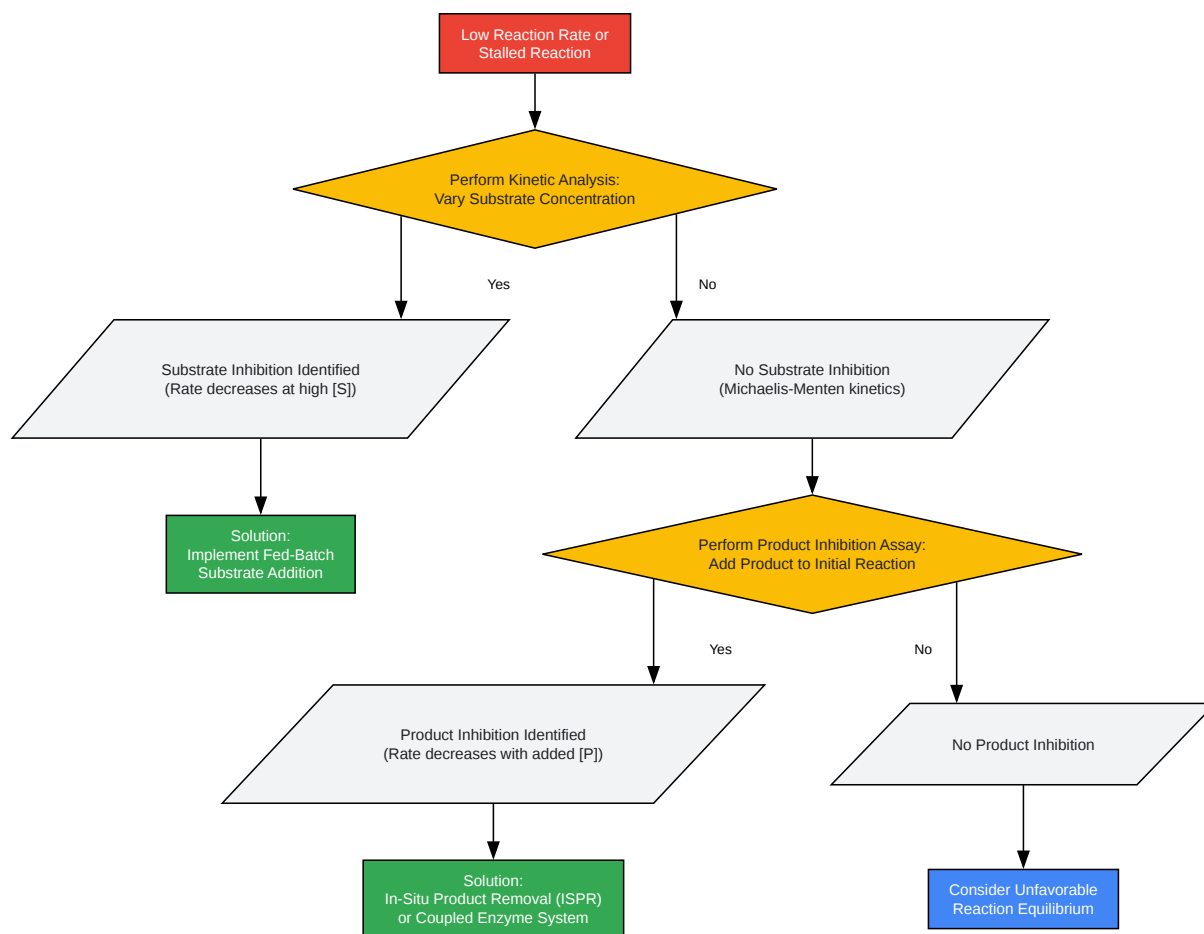 Low Reaction Rate or
Stalled Reaction
Perform Kinetic Analysis:
Vary Substrate Concentration
Yes
No
Substrate Inhibition Identified
(Rate decreases at high [S])
No Substrate Inhibition
(Michaelis-Menten kinetics)
Solution:
Implement Fed-Batch
Substrate Addition
Perform Product Inhibition Assay:
Add Product to Initial Reaction
Yes
No
Product Inhibition Identified
(Rate decreases with added [P])
No Product Inhibition
Solution:
In-Situ Product Removal (ISPR)
or Coupled Enzyme System
Consider Unfavorable
Reaction Equilibrium